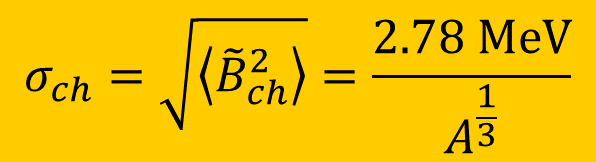 σ_ch = √⟨B̃²_ch⟩ = 2.78 MeV / A^(1/3)